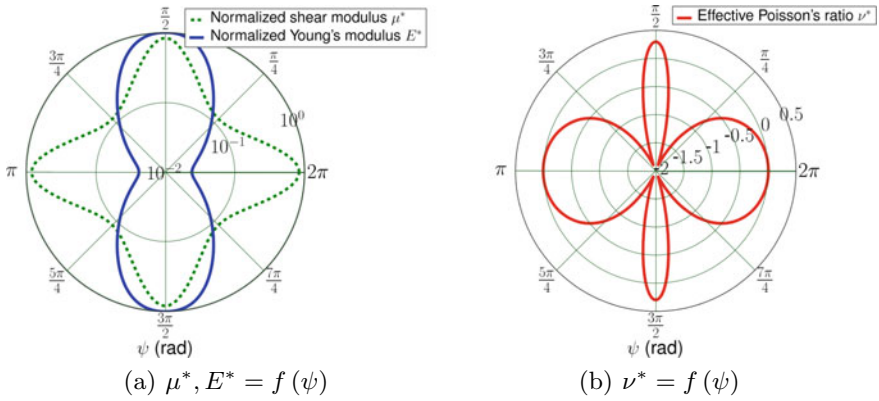 Normalized shear modulus μ*
Normalized Young's modulus E*
π/2
π/4
3π/4
10⁰
10⁻¹
10⁻²
π
2π
5π/4
7π/4
3π/2
ψ (rad)
(a) μ*, E* = f (ψ)
Effective Poisson's ratio ν*
π/2
π/4
3π/4
0.5
0
-0.5
-1
-1.5
-2
π
2π
5π/4
7π/4
3π/2
ψ (rad)
(b) ν* = f (ψ)